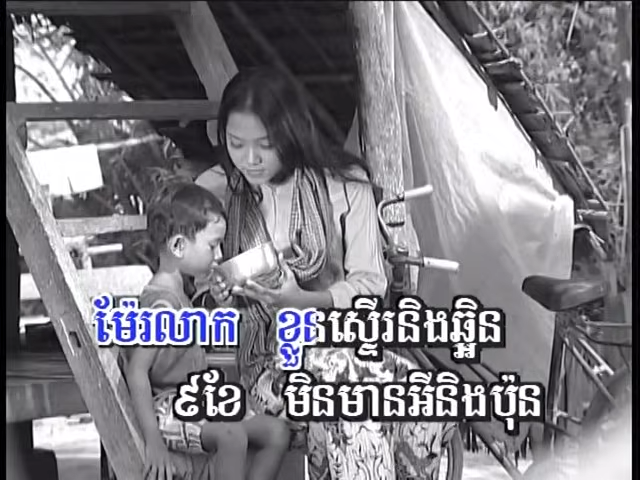 ម៉ែរលាក ខ្លួនស្ទើរនិងឆ្អិន
៩ខែ មិនមានអីនិងប៉ុន